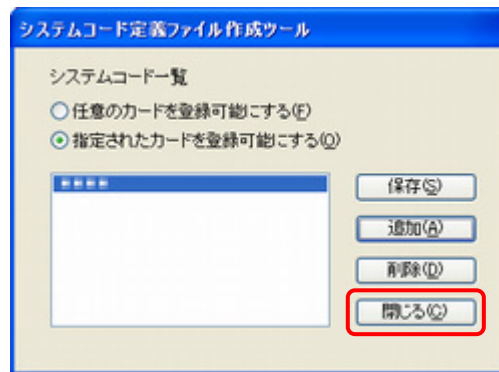 システムコード定義ファイル作成ツール
システムコード一覧
任意のカードを登録可能にする(F)
指定されたカードを登録可能にする(O)
****
保存(S)
追加(A)
削除(D)
閉じる(C)